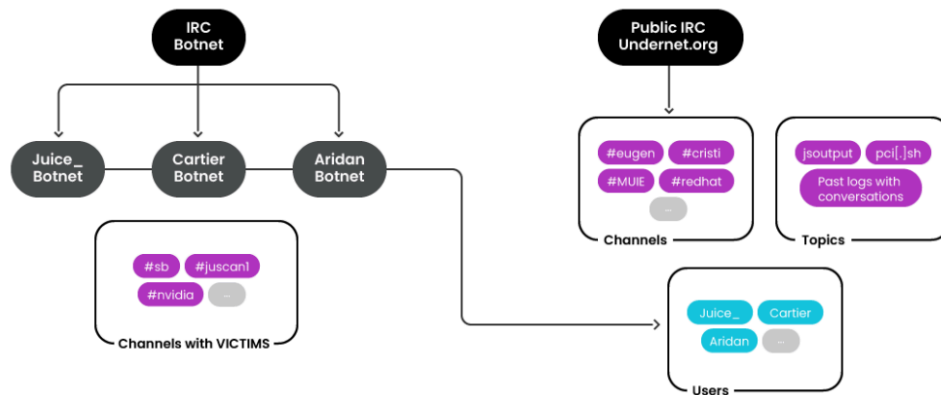 IRC
Botnet
Public IRC
Undernet.org
Juice_
Botnet
Cartier
Botnet
Aridan
Botnet
#eugen #cristi
#MUIE #redhat
...
Channels
jsoutput pci[.]sh
Past logs with
conversations
Topics
#sb #juscan1
#nvidia ...
Channels with VICTIMS
Juice_ Cartier
Aridan ...
Users